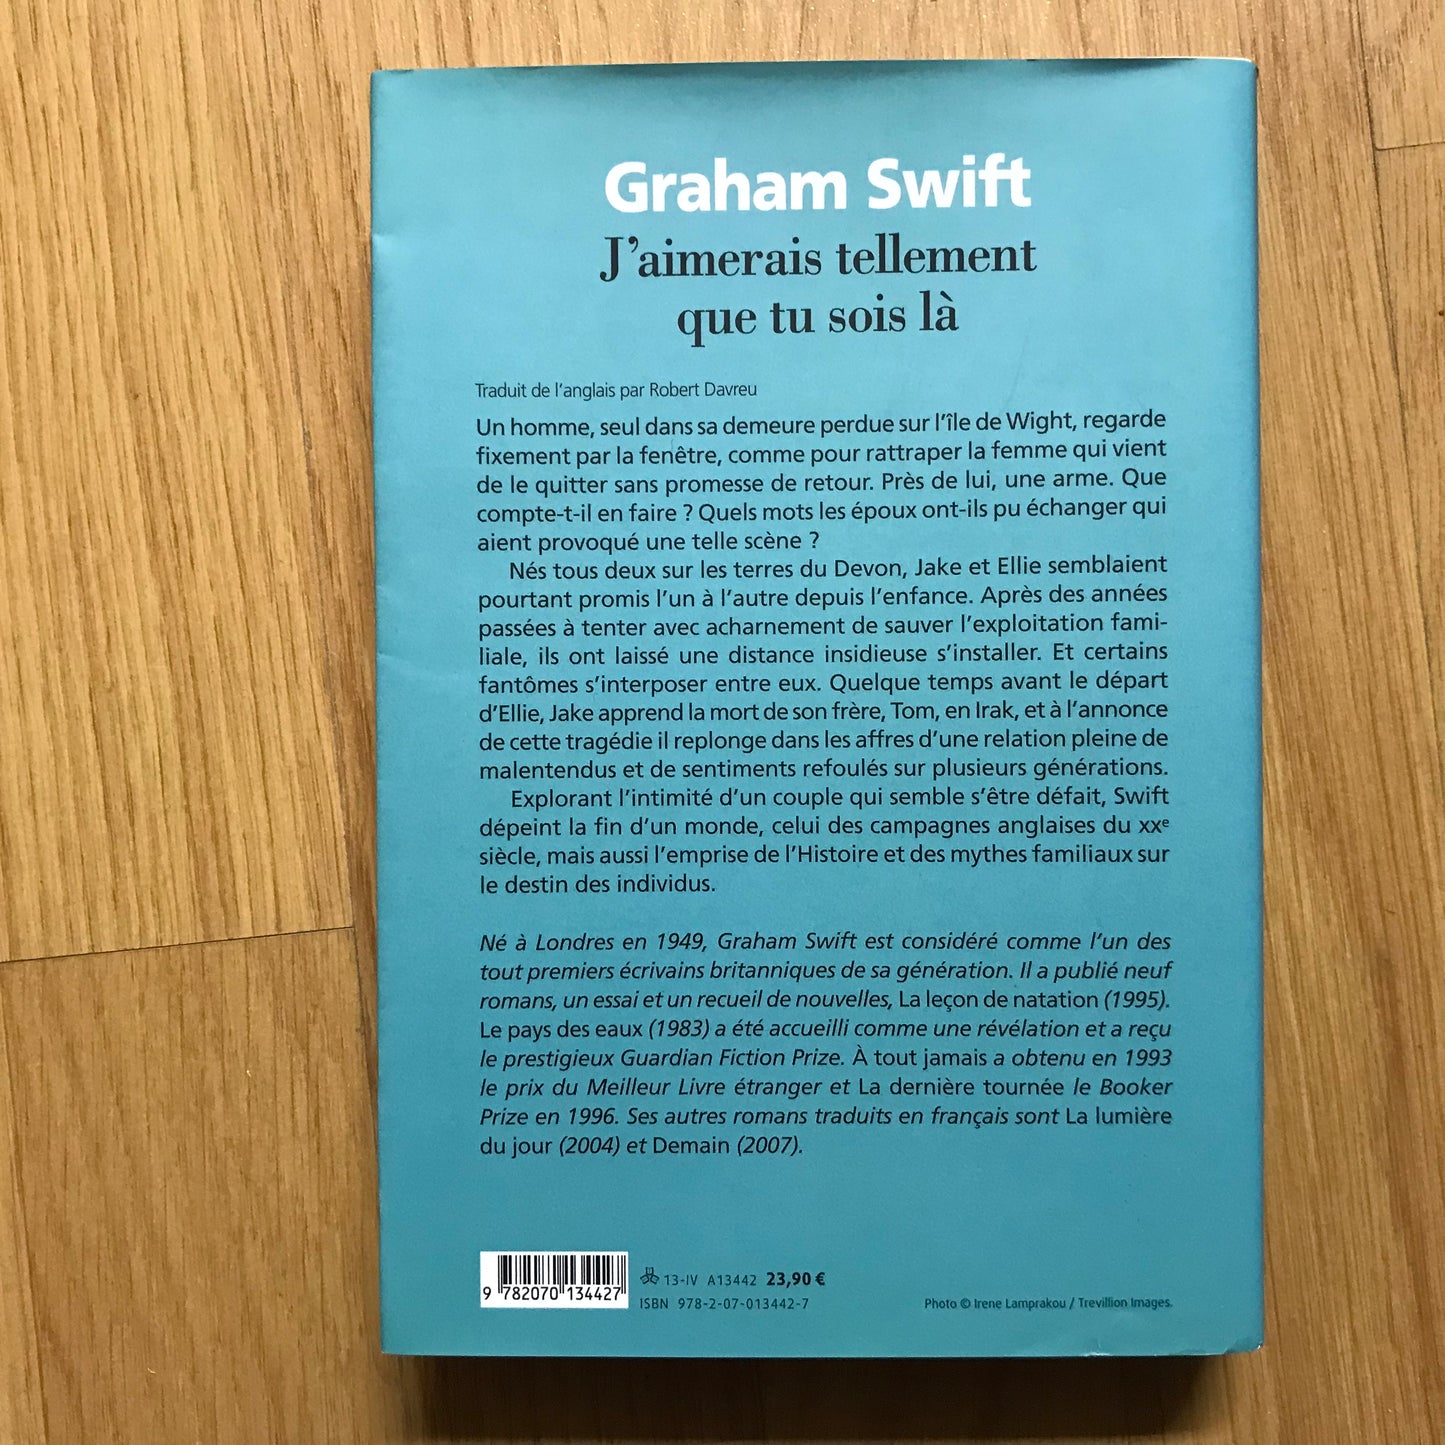 Graham Swift
J’aimerais tellement
que tu sois là
Traduit de l’anglais par Robert Davreu
Un homme, seul dans sa demeure perdue sur l’île de Wight, regarde
fixement par la fenêtre, comme pour rattraper la femme qui vient
de le quitter sans promesse de retour. Près de lui, une arme. Que
compte-t-il en faire ? Quels mots les époux ont-ils pu échanger qui
aient provoqué une telle scène ?
Nés tous deux sur les terres du Devon, Jake et Ellie semblaient
pourtant promis l’un à l’autre depuis l’enfance. Après des années
passées à tenter avec acharnement de sauver l’exploitation fami-
liale, ils ont laissé une distance insidieuse s’installer. Et certains
fantômes s’interposer entre eux. Quelque temps avant le départ
d’Ellie, Jake apprend la mort de son frère, Tom, en Irak, et à l’annonce
de cette tragédie il replonge dans les affres d’une relation pleine de
malentendus et de sentiments refoulés sur plusieurs générations.
Explorant l’intimité d’un couple qui semble s’être défait, Swift
dépeint la fin d’un monde, celui des campagnes anglaises du XXe
siècle, mais aussi l’emprise de l’Histoire et des mythes familiaux sur
le destin des individus.
Né à Londres en 1949, Graham Swift est considéré comme l’un des
tout premiers écrivains britanniques de sa génération. Il a publié neuf
romans, un essai et un recueil de nouvelles, La leçon de natation (1995).
Le pays des eaux (1983) a été accueilli comme une révélation et a reçu
le prestigieux Guardian Fiction Prize. À tout jamais a obtenu en 1993
le prix du Meilleur Livre étranger et La dernière tournée le Booker
Prize en 1996. Ses autres romans traduits en français sont La lumière
du jour (2004) et Demain (2007).
9 782070 134427
13-IV A13442 23,90 €
ISBN 978-2-07-013442-7
Photo © Irene Lamprakou / Trevillion Images.